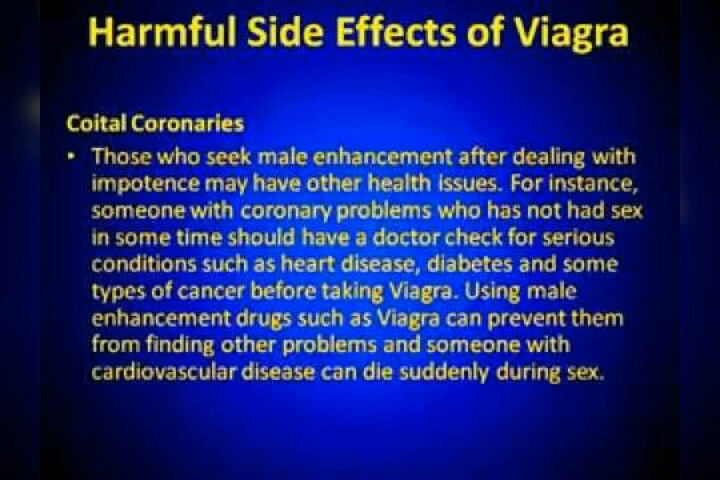 Harmful Side Effects of Viagra
Coital Coronaries
• Those who seek male enhancement after dealing with
impotence may have other health issues. For instance,
someone with coronary problems who has not had sex
in some time should have a doctor check for serious
conditions such as heart disease, diabetes and some
types of cancer before taking Viagra. Using male
enhancement drugs such as Viagra can prevent them
from finding other problems and someone with
cardiovascular disease can die suddenly during sex.